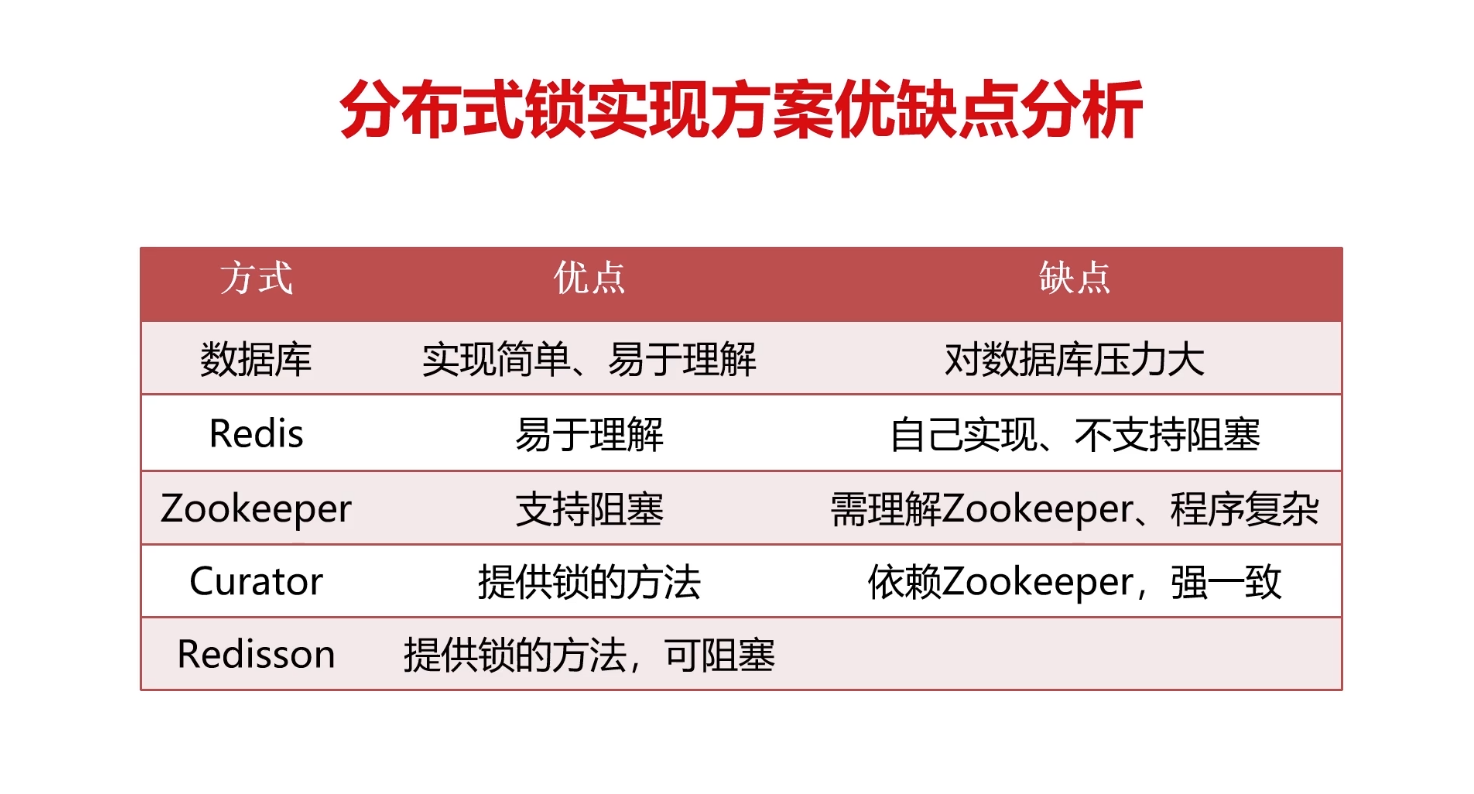 分布式锁实现方案优缺点分析
方式 优点 缺点
数据库 实现简单、易于理解 对数据库压力大
Redis 易于理解 自己实现、不支持阻塞
Zookeeper 支持阻塞 需理解Zookeeper、程序复杂
Curator 提供锁的方法 依赖Zookeeper，强一致
Redisson 提供锁的方法，可阻塞